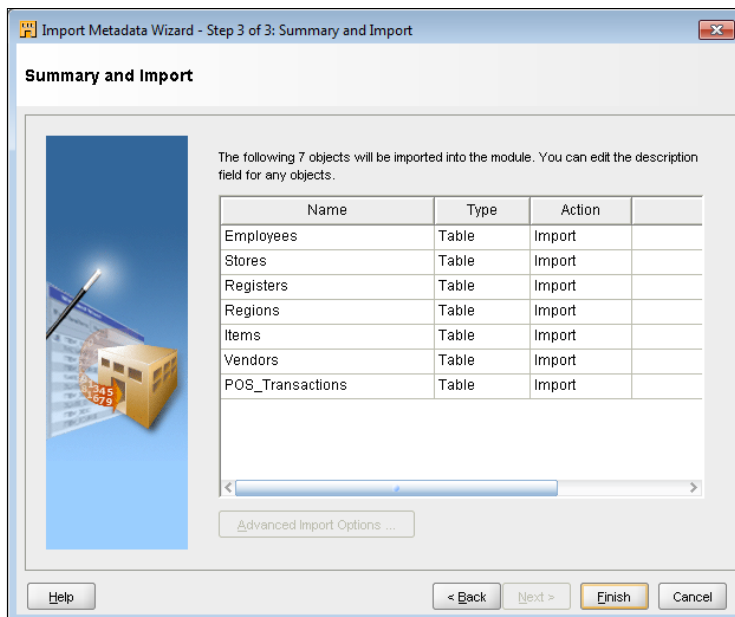 Import Metadata Wizard - Step 3 of 3: Summary and Import
Summary and Import
The following 7 objects will be imported into the module. You can edit the description
field for any objects.
Name Type Action
Employees Table Import
Stores Table Import
Registers Table Import
Regions Table Import
Items Table Import
Vendors Table Import
POS_Transactions Table Import
Advanced Import Options ...
Help < Back Next > Finish Cancel